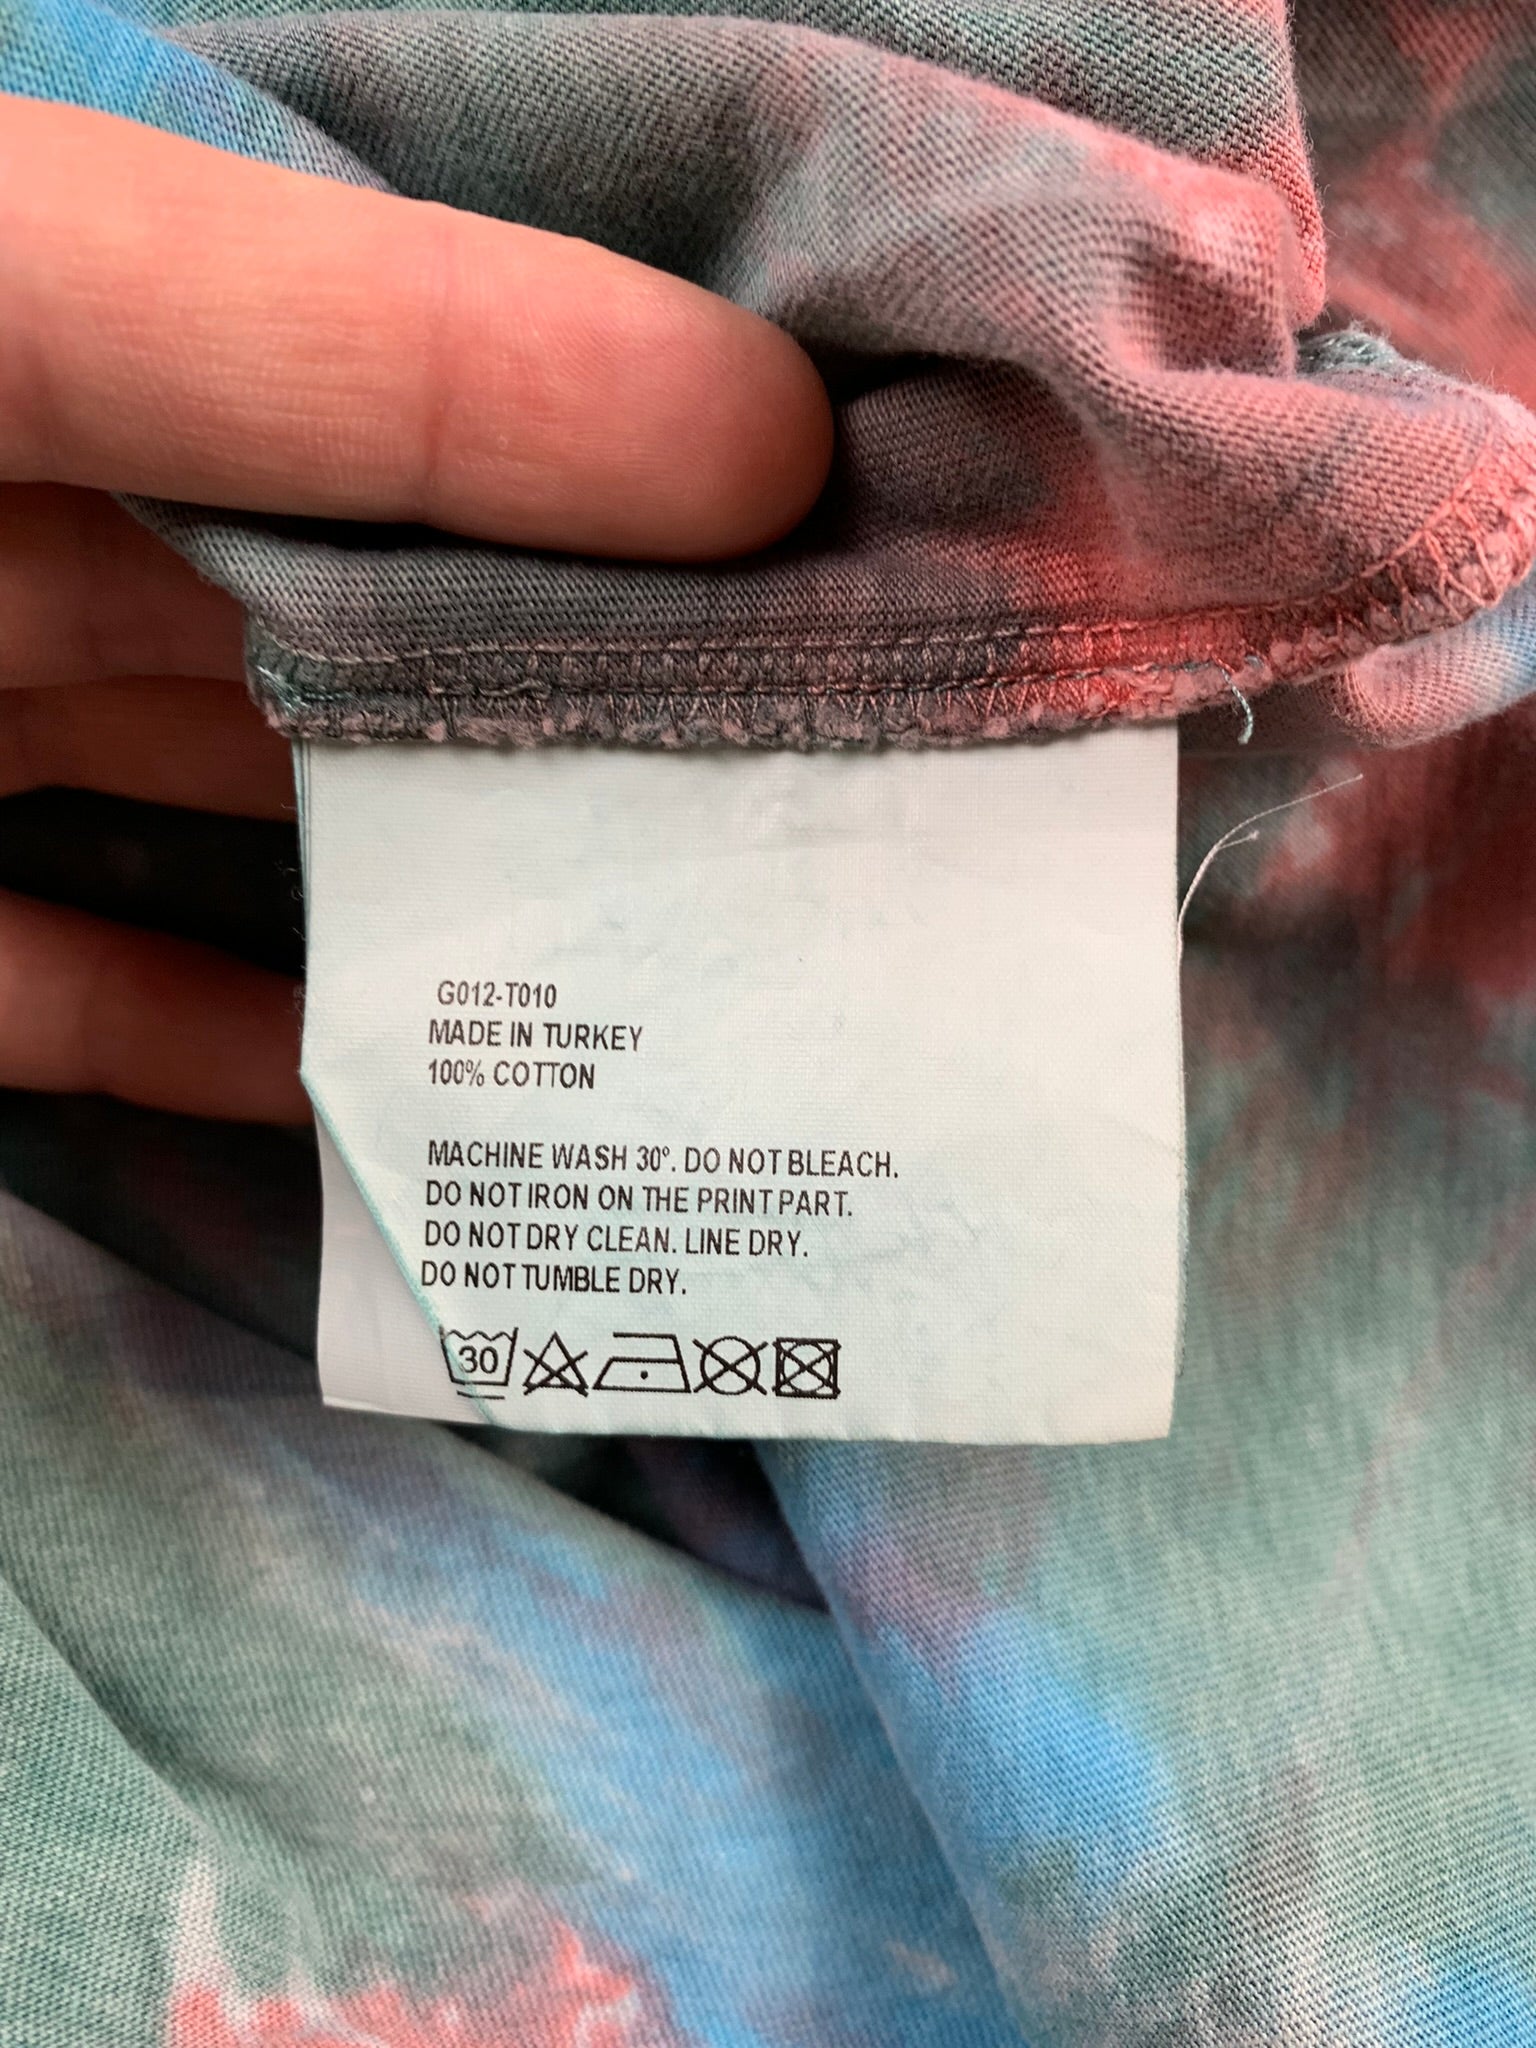 G012-T010
MADE IN TURKEY
100% COTTON
MACHINE WASH 30°. DO NOT BLEACH.
DO NOT IRON ON THE PRINT PART.
DO NOT DRY CLEAN. LINE DRY.
DO NOT TUMBLE DRY.
30